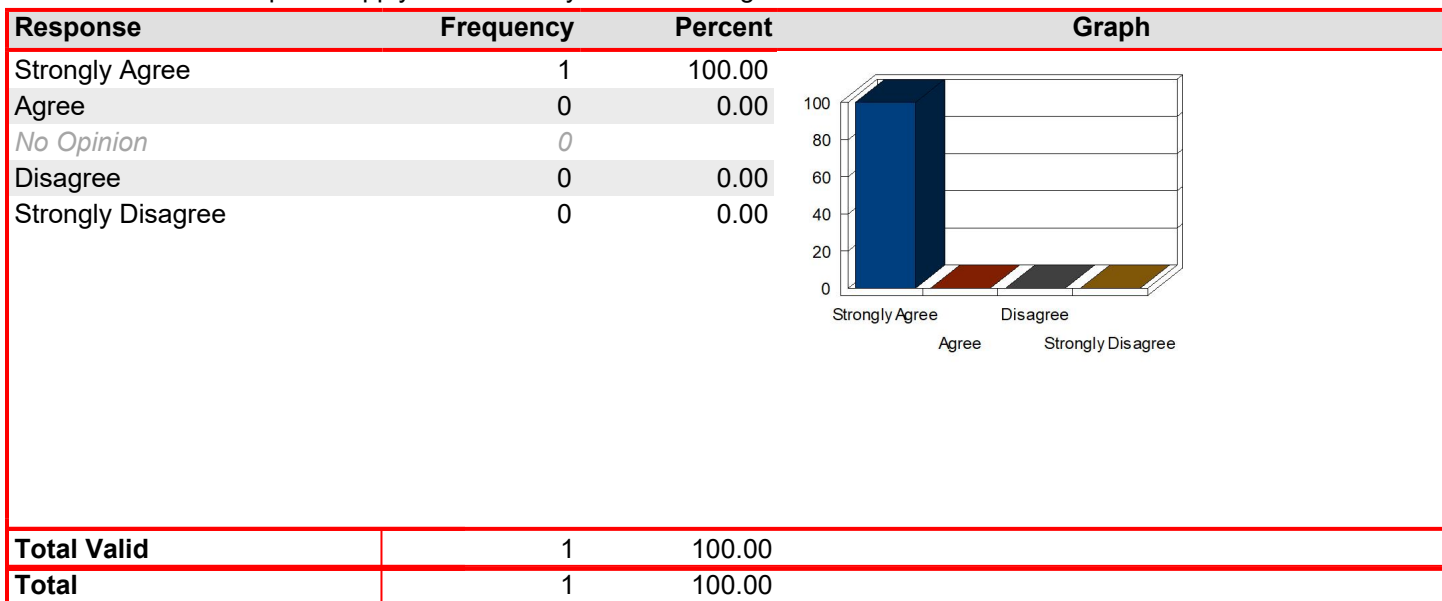 Response Frequency Percent Graph
Strongly Agree 1 100.00
Agree 0 0.00
No Opinion 0
Disagree 0 0.00
Strongly Disagree 0 0.00
100
80
60
40
20
0
Strongly Agree Disagree
Agree Strongly Disagree
Total Valid 1 100.00
Total 1 100.00